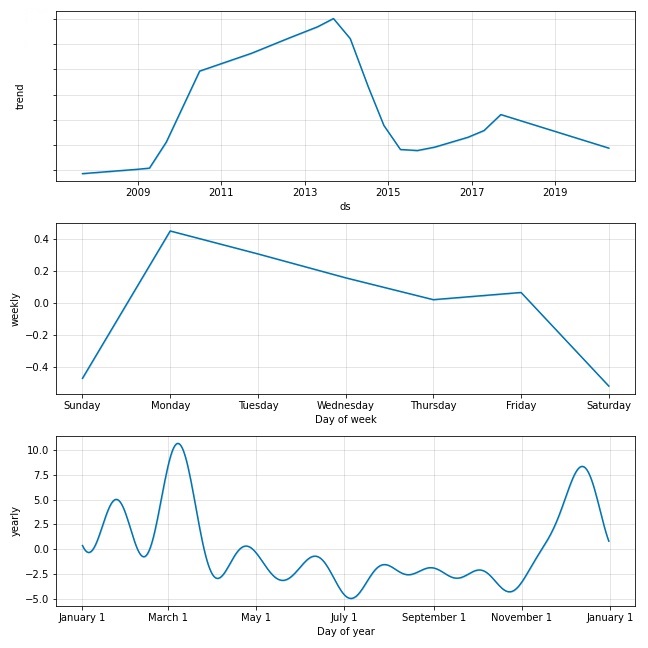 trend
2009 2011 2013 2015 2017 2019
ds
0.4
0.2
0.0
−0.2
−0.4
weekly
Sunday Monday Tuesday Wednesday Thursday Friday Saturday
Day of week
10.0
7.5
5.0
2.5
0.0
−2.5
−5.0
yearly
January 1 March 1 May 1 July 1 September 1 November 1 January 1
Day of year